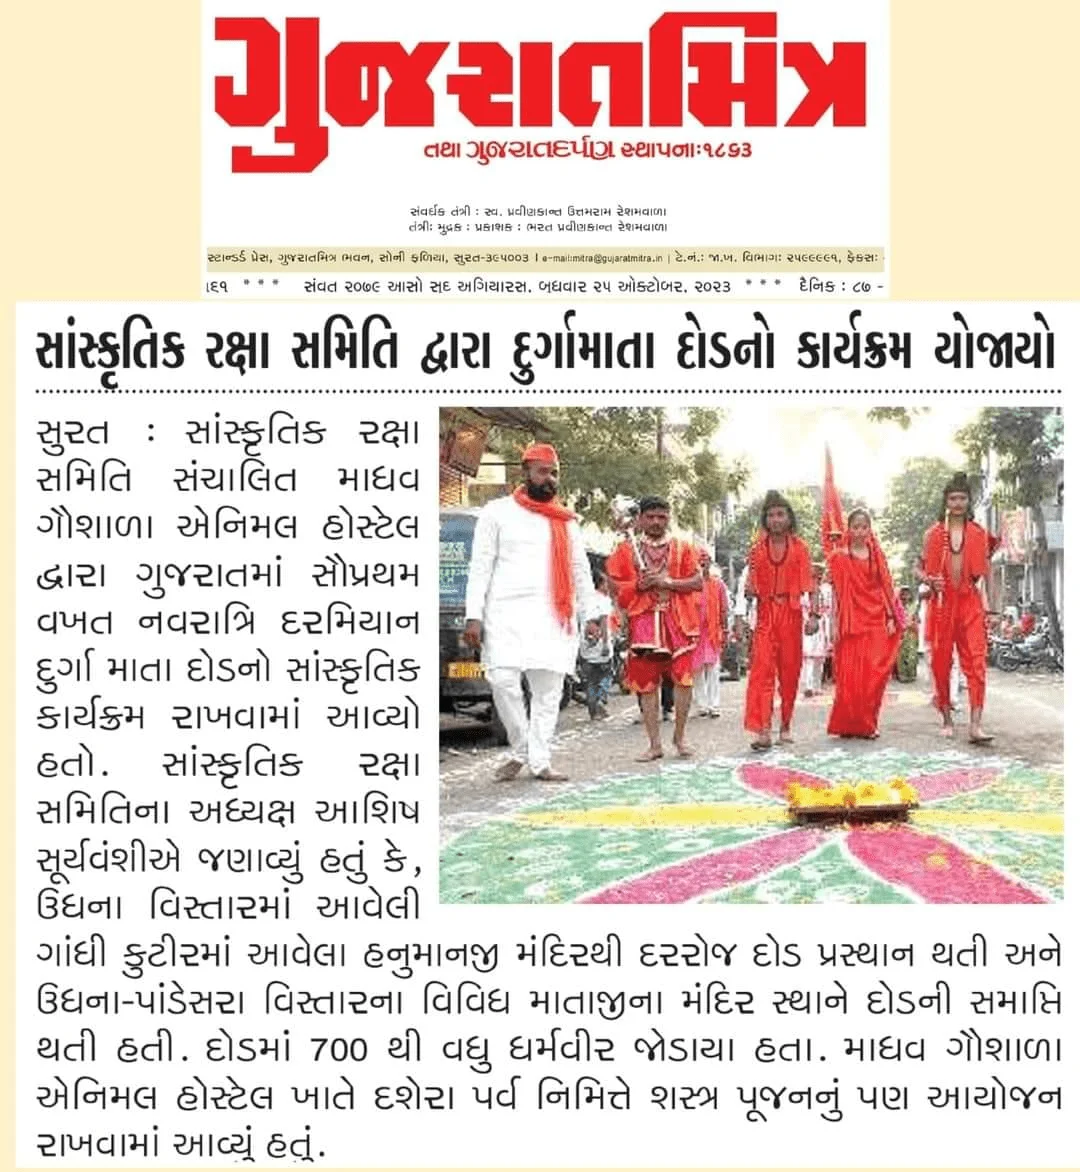 ગુજરાતમિત્ર
તથા ગુજરાતદર્પણ સ્થાપના:૧૮૬૩
સંવર્ધક તંત્રી : સ્વ. પ્રવીણકાન્ત ઉત્તમરામ રેશમવાળા
તંત્રી: મુદ્રક : પ્રકાશક : ભરત પ્રવીણકાન્ત રેશમવાળા
સ્ટાન્ડર્ડ પ્રેસ, ગુજરાતમિત્ર ભવન, સોની ફળિયા, સુરત-૩૯૫૦૦૩ । e-mail:mitra@gujaratmitra.in | ટે.નં.: જા.ખ. વિભાગ: ૨૫૯૯૯૯૧, ફેક્સ:
૧૬૧ * * * સંવત ૨૦૭૯ આસો સુદ અગિયારસ, બુધવાર ૨૫ ઓક્ટોબર, ૨૦૨૩ * * * દૈનિક : ૮૭ -
સાંસ્કૃતિક રક્ષા સમિતિ દ્વારા દુર્ગામાતા દોડનો કાર્યક્રમ યોજાયો
સુરત : સાંસ્કૃતિક રક્ષા
સમિતિ સંચાલિત માધવ
ગૌશાળા એનિમલ હોસ્ટેલ
દ્વારા ગુજરાતમાં સૌપ્રથમ
વખત નવરાત્રિ દરમિયાન
દુર્ગા માતા દોડનો સાંસ્કૃતિક
કાર્યક્રમ રાખવામાં આવ્યો
હતો. સાંસ્કૃતિક રક્ષા
સમિતિના અધ્યક્ષ આશિષ
સૂર્યવંશીએ જણાવ્યું હતું કે,
ઉધના વિસ્તારમાં આવેલી
ગાંધી કુટીરમાં આવેલા હનુમાનજી મંદિરથી દરરોજ દોડ પ્રસ્થાન થતી અને
ઉધના-પાંડેસરા વિસ્તારના વિવિધ માતાજીના મંદિર સ્થાને દોડની સમાપ્તિ
થતી હતી. દોડમાં 700 થી વધુ ધર્મવીર જોડાયા હતા. માધવ ગૌશાળા
એનિમલ હોસ્ટેલ ખાતે દશેરા પર્વ નિમિત્તે શસ્ત્ર પૂજનનું પણ આયોજન
રાખવામાં આવ્યું હતું.